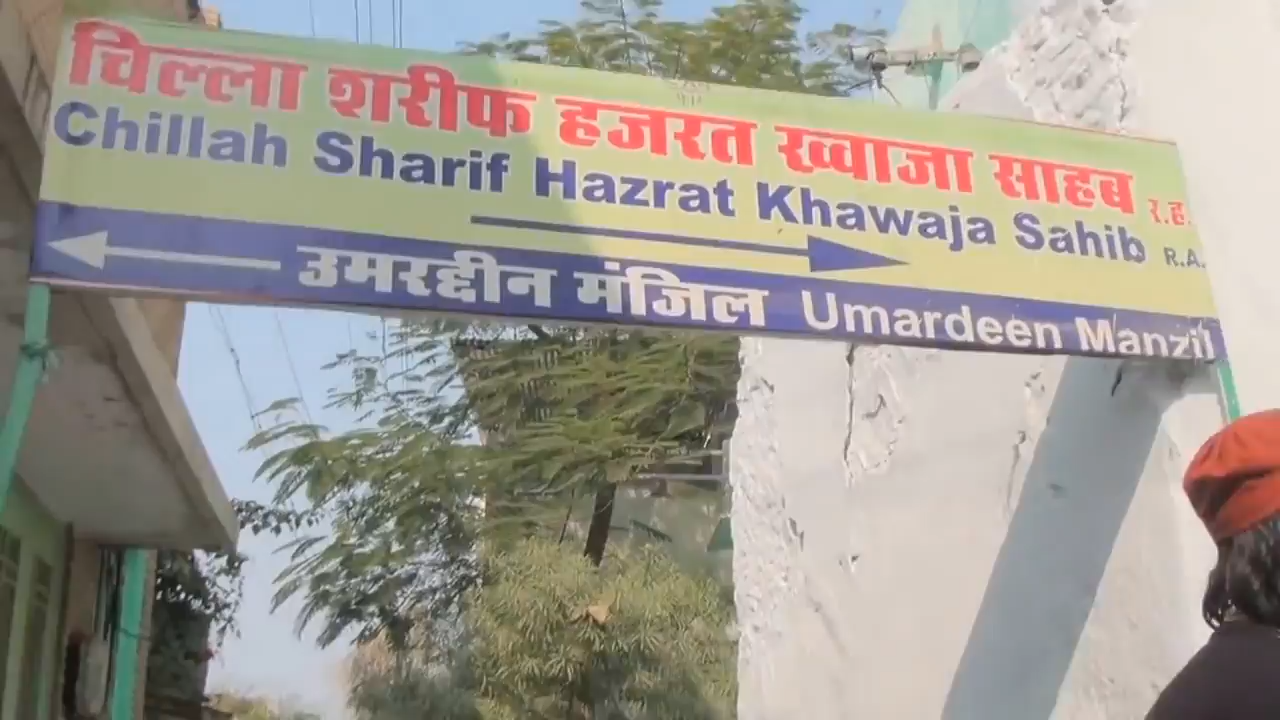 चिल्ला शरीफ हजरत ख्वाजा साहब र.ह.
Chillah Sharif Hazrat Khawaja Sahib R.A.
उमरद्दीन मंजिल Umardeen Manzil